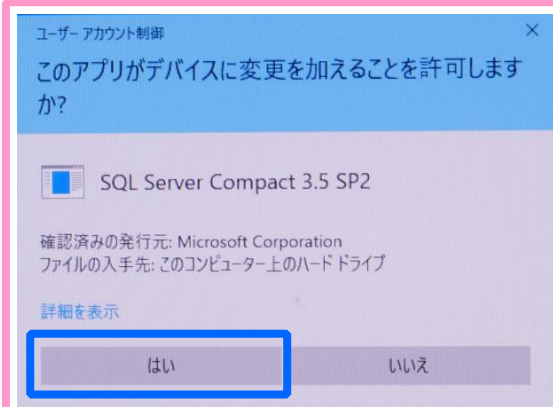 ユーザー アカウント制御
このアプリがデバイスに変更を加えることを許可します
か?
SQL Server Compact 3.5 SP2
確認済みの発行元: Microsoft Corporation
ファイルの入手先: このコンピューター上のハード ドライブ
詳細を表示
はい
いいえ